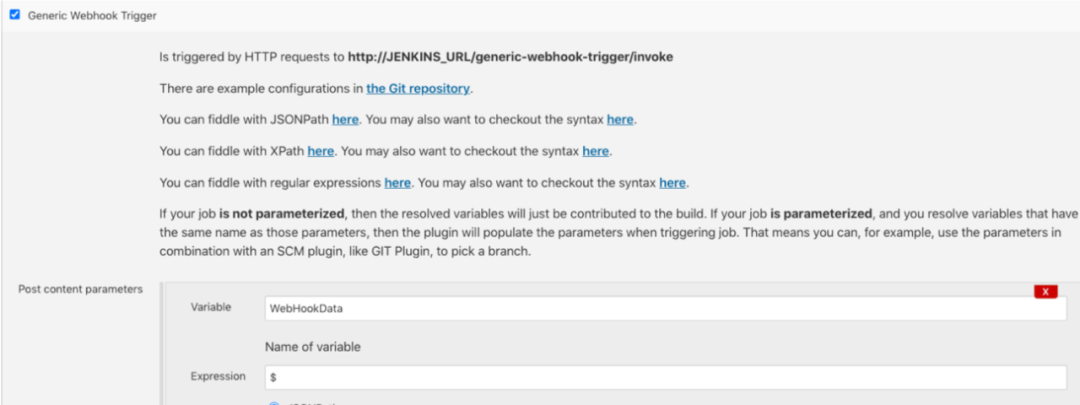 Generic Webhook Trigger
Is triggered by HTTP requests to http://JENKINS_URL/generic-webhook-trigger/invoke
There are example configurations in the Git repository.
You can fiddle with JSONPath here. You may also want to checkout the syntax here.
You can fiddle with XPath here. You may also want to checkout the syntax here.
You can fiddle with regular expressions here. You may also want to checkout the syntax here.
If your job is not parameterized, then the resolved variables will just be contributed to the build. If your job is parameterized, and you resolve variables that have
the same name as those parameters, then the plugin will populate the parameters when triggering job. That means you can, for example, use the parameters in
combination with an SCM plugin, like GIT Plugin, to pick a branch.
Post content parameters
X
Variable
WebHookData
Name of variable
Expression
$